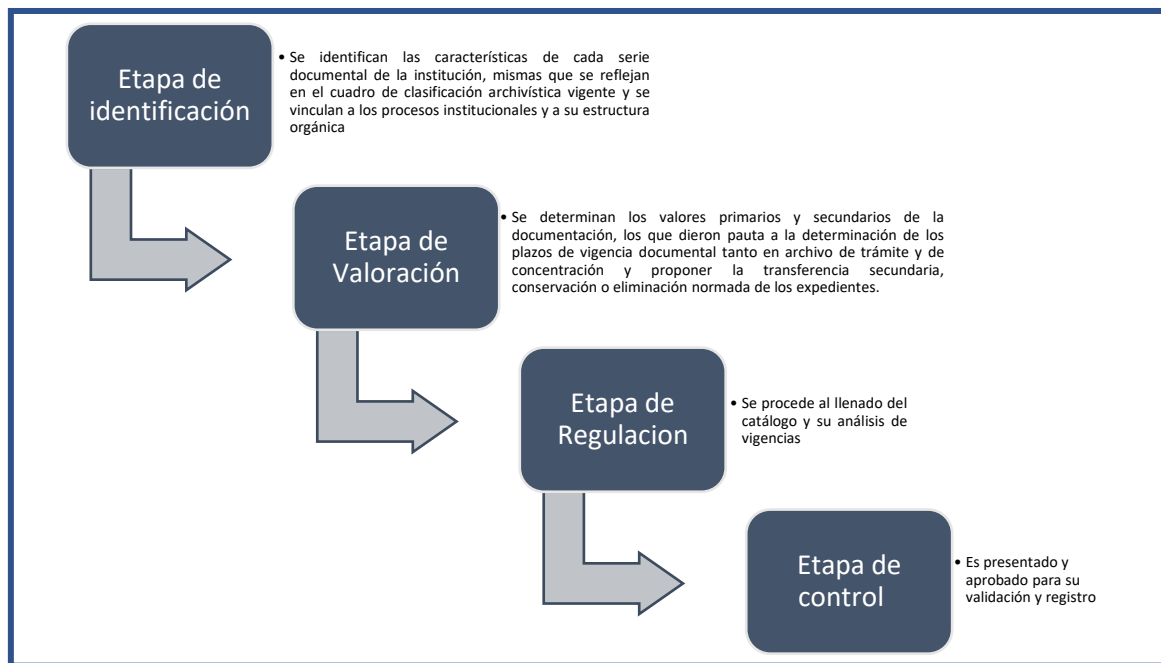 Etapa de
identificación
• Se identifican las características de cada serie
documental de la institución, mismas que se reflejan
en el cuadro de clasificación archivística vigente y se
vinculan a los procesos institucionales y a su estructura
orgánica
Etapa de
Valoración
• Se determinan los valores primarios y secundarios de la
documentación, los que dieron pauta a la determinación de los
plazos de vigencia documental tanto en archivo de trámite y de
concentración y proponer la transferencia secundaria,
conservación o eliminación normada de los expedientes.
Etapa de
Regulacion
• Se procede al llenado del
catálogo y su análisis de
vigencias
Etapa de
control
• Es presentado y
aprobado para su
validación y registro